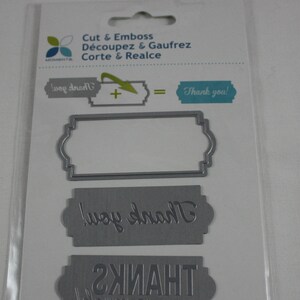 Cut & Emboss
Découpez & Gaufrez
Corte & Realce
Thank you! + = Thank you!
Thank you!
THANKS